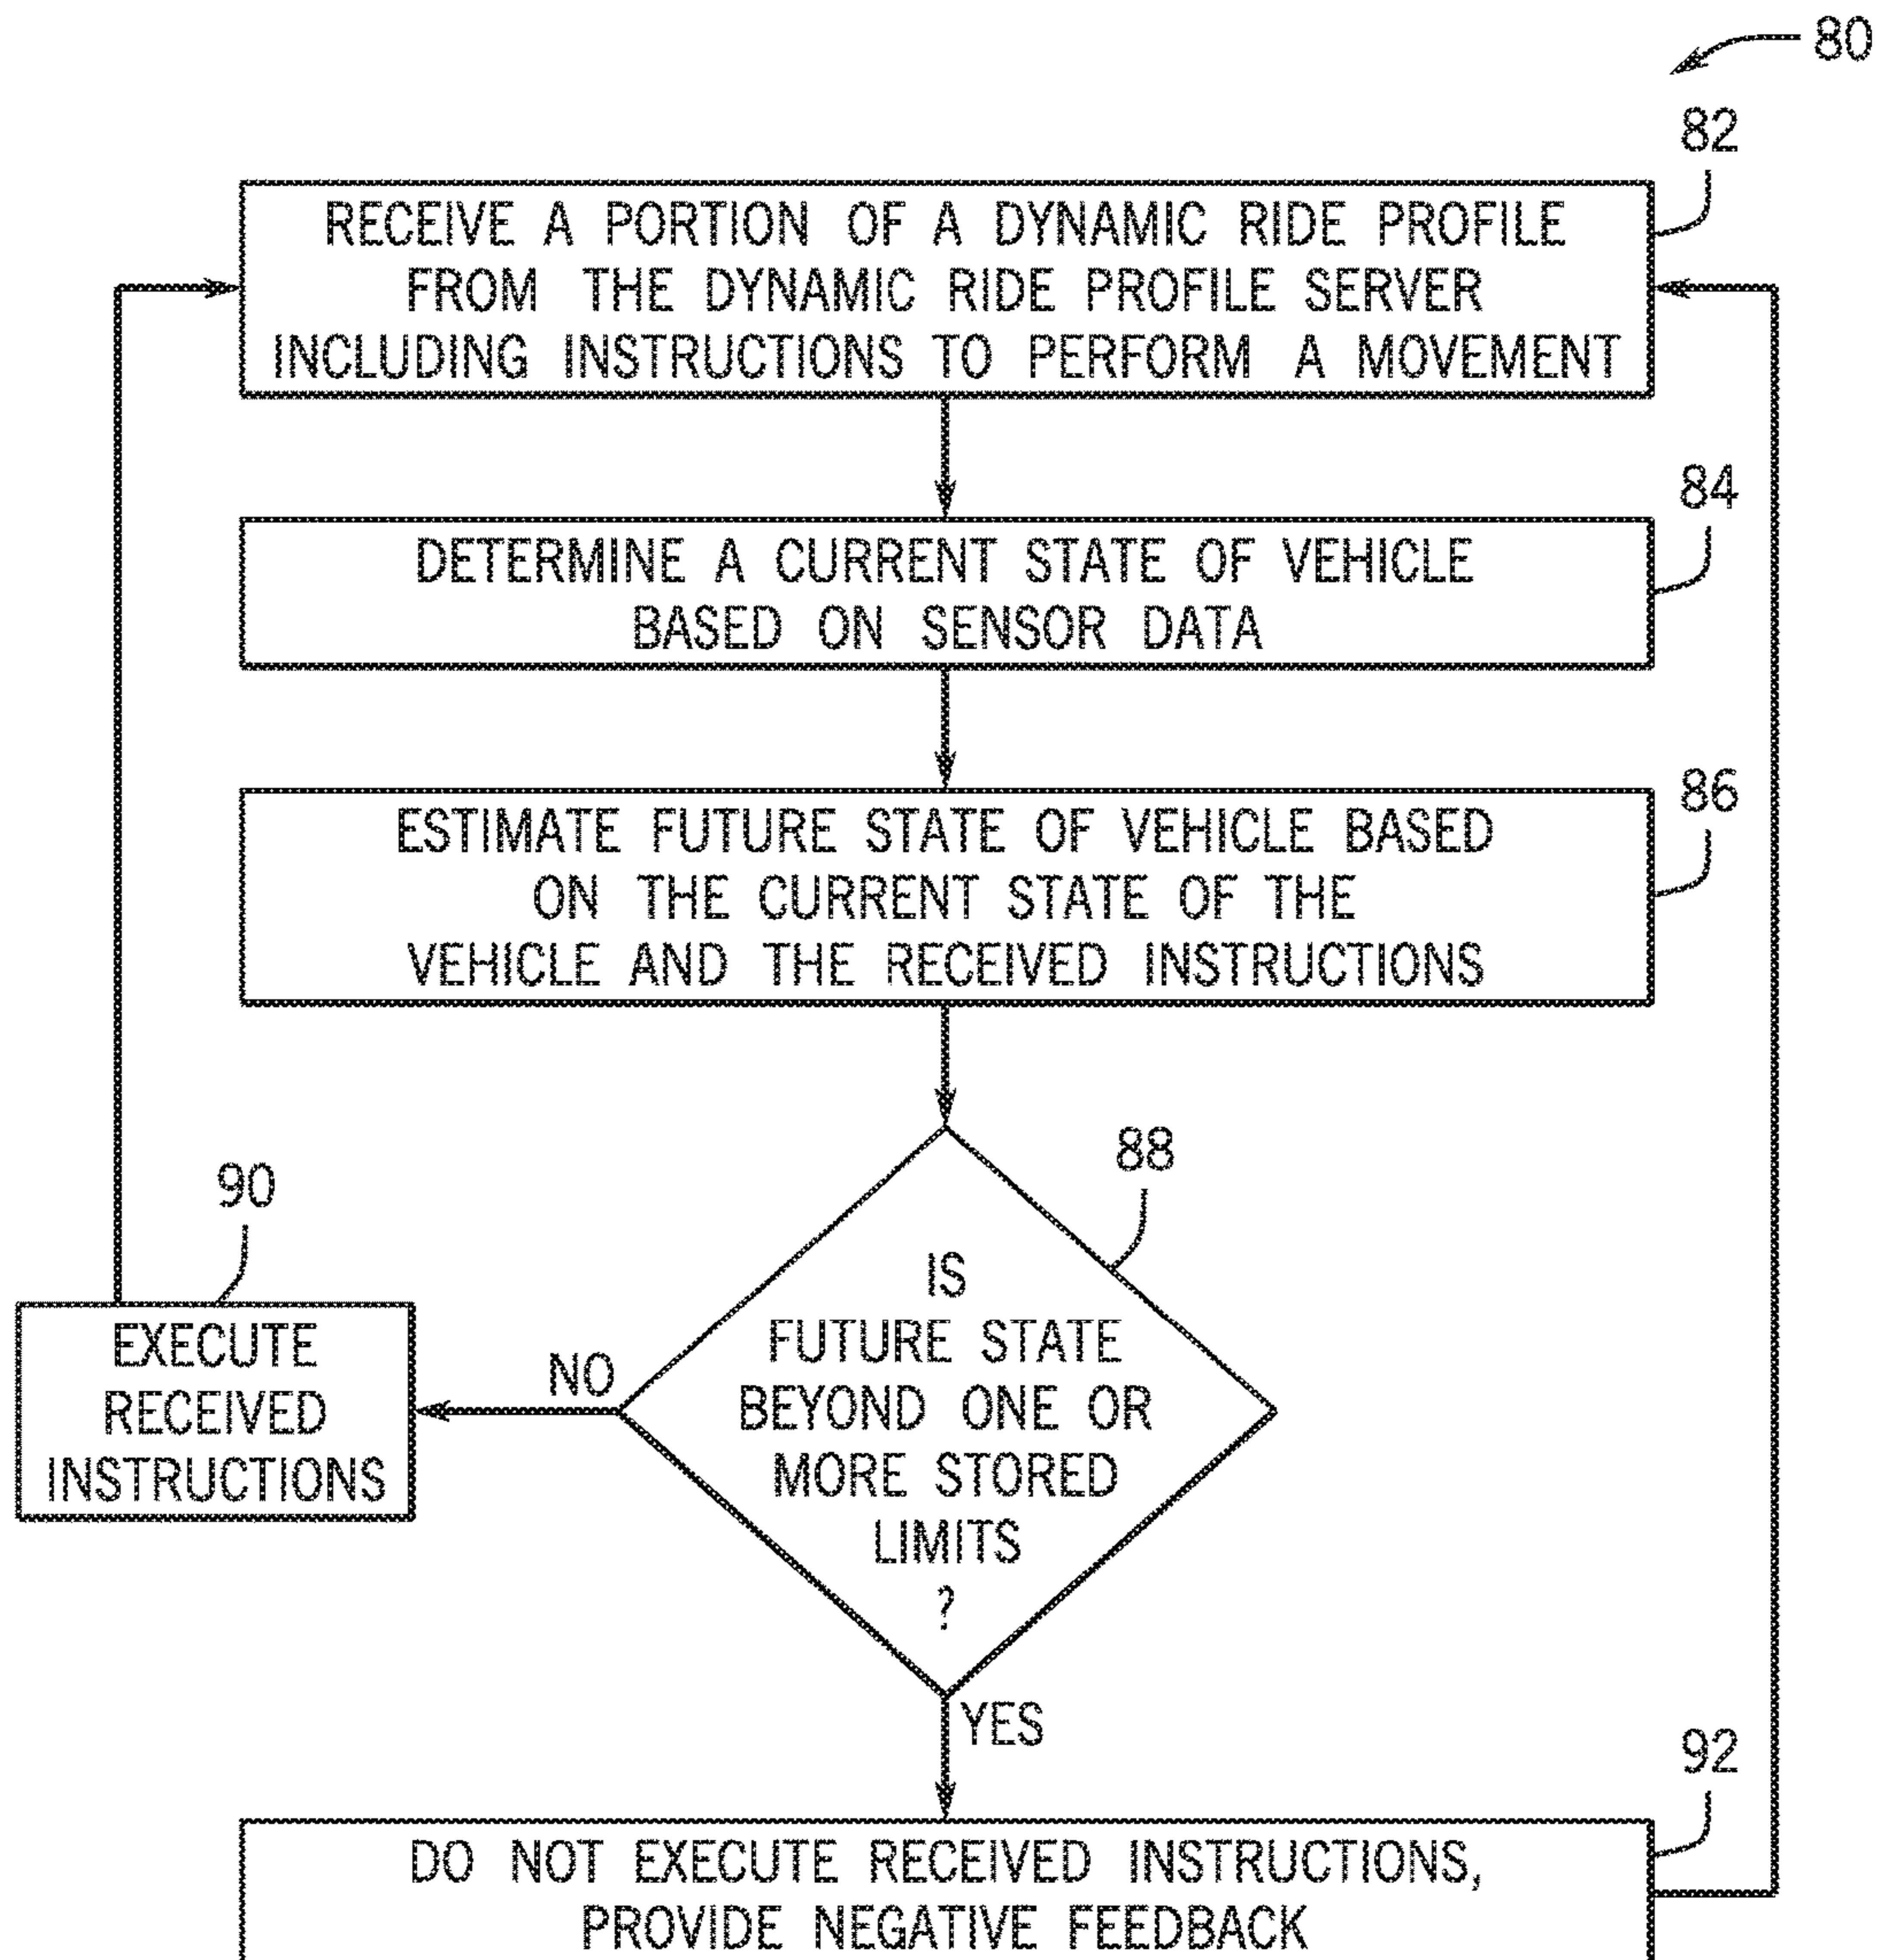 80
82
RECEIVE A PORTION OF A DYNAMIC RIDE PROFILE
FROM THE DYNAMIC RIDE PROFILE SERVER
INCLUDING INSTRUCTIONS TO PERFORM A MOVEMENT
84
DETERMINE A CURRENT STATE OF VEHICLE
BASED ON SENSOR DATA
86
ESTIMATE FUTURE STATE OF VEHICLE BASED
ON THE CURRENT STATE OF THE
VEHICLE AND THE RECEIVED INSTRUCTIONS
88
IS
FUTURE STATE
BEYOND ONE OR
MORE STORED
LIMITS
?
NO
90
EXECUTE
RECEIVED
INSTRUCTIONS
YES
92
DO NOT EXECUTE RECEIVED INSTRUCTIONS,
PROVIDE NEGATIVE FEEDBACK